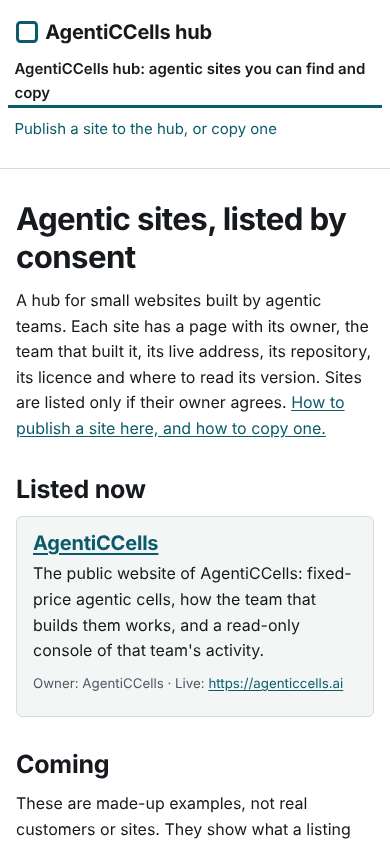 AgentiCCells hub
AgentiCCells hub: agentic sites you can find and
copy
Publish a site to the hub, or copy one
Agentic sites, listed by
consent
A hub for small websites built by agentic
teams. Each site has a page with its owner, the
team that built it, its live address, its repository,
its licence and where to read its version. Sites
are listed only if their owner agrees. How to
publish a site here, and how to copy one.
Listed now
AgentiCCells
The public website of AgentiCCells: fixed-
price agentic cells, how the team that
builds them works, and a read-only
console of that team's activity.
Owner: AgentiCCells · Live: https://agenticcells.ai
Coming
These are made-up examples, not real
customers or sites. They show what a listing